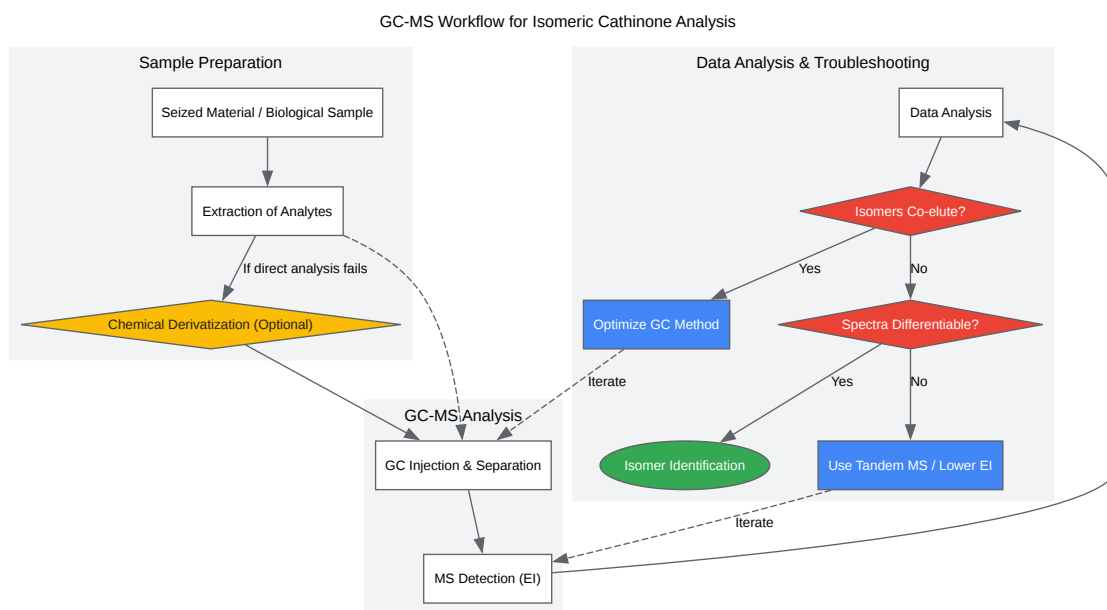 GC-MS Workflow for Isomeric Cathinone Analysis
Sample Preparation
Seized Material / Biological Sample
Extraction of Analytes
If direct analysis fails
Chemical Derivatization (Optional)
GC-MS Analysis
GC Injection & Separation
MS Detection (EI)
Data Analysis & Troubleshooting
Data Analysis
Isomers Co-elute?
Yes
No
Optimize GC Method
Spectra Differentiable?
Iterate
Yes
No
Isomer Identification
Use Tandem MS / Lower EI
Iterate